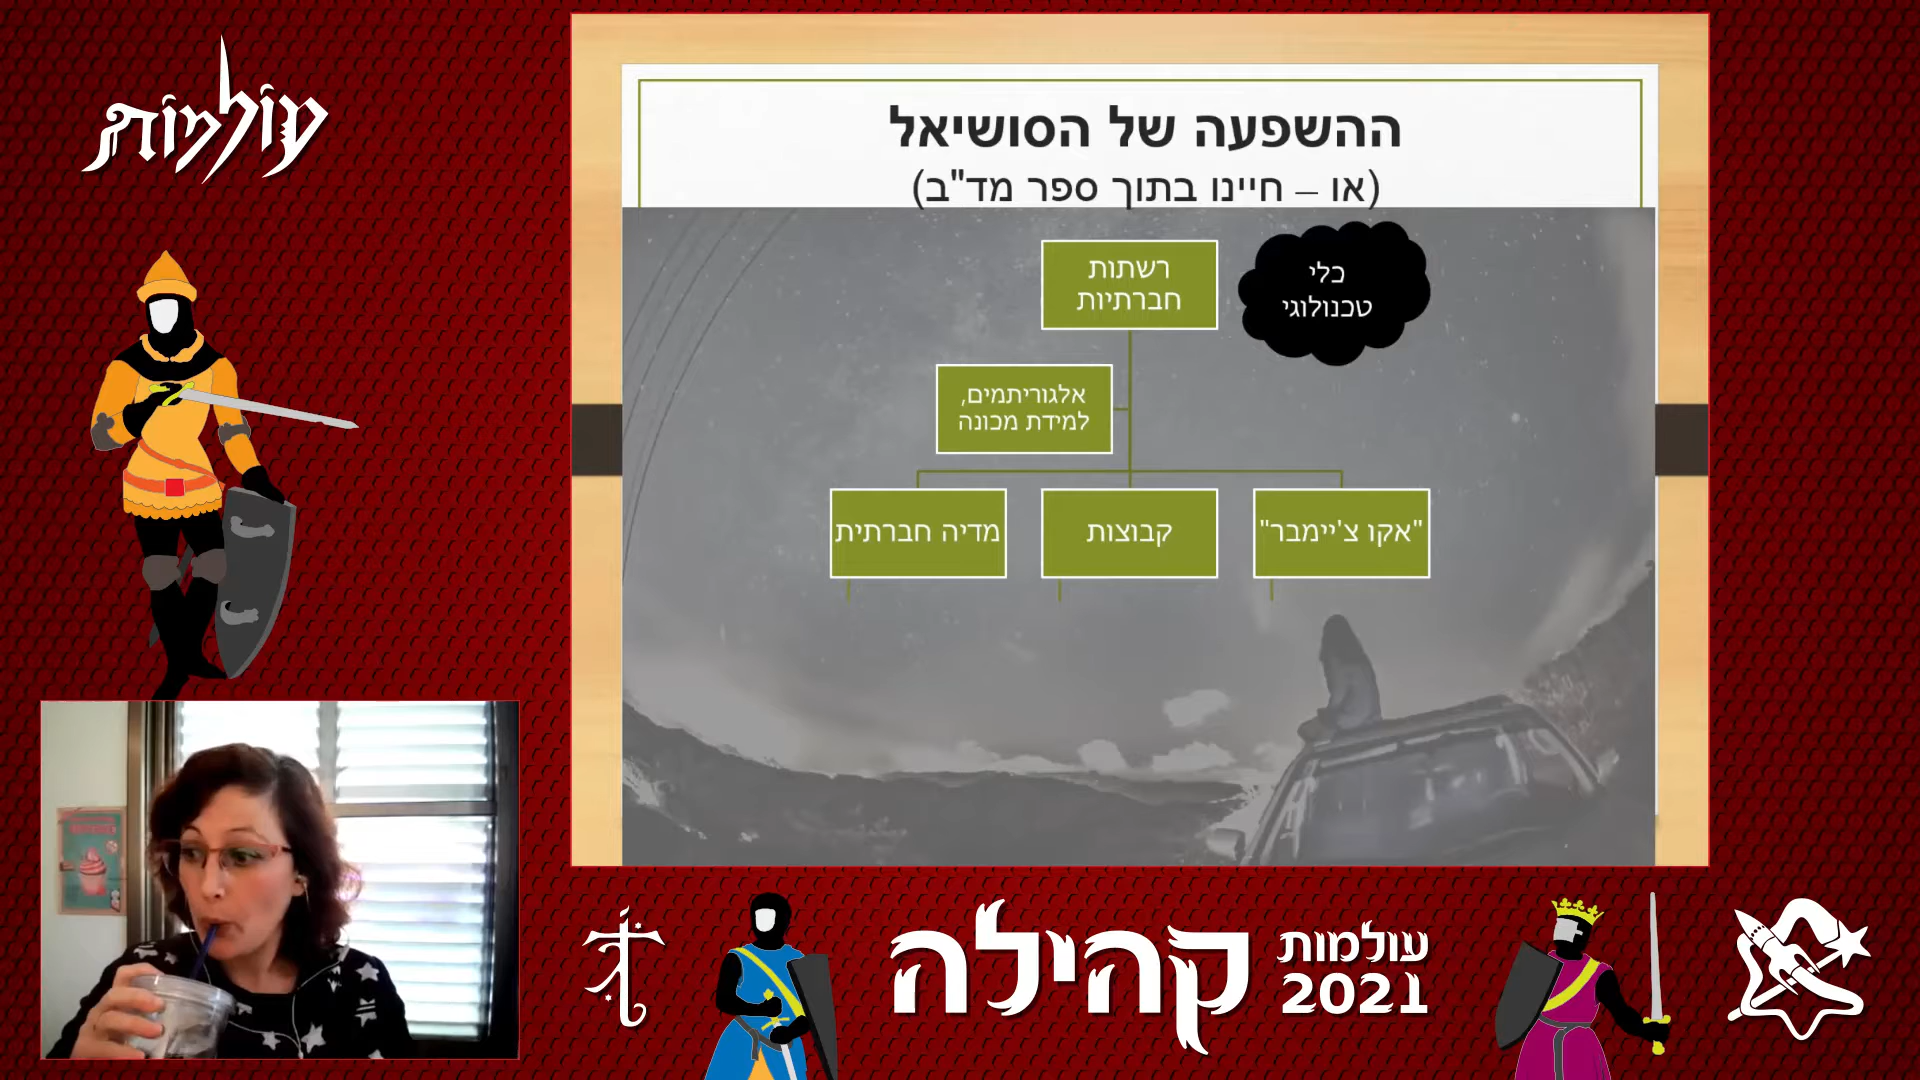 עולמות
ההשפעה של הסושיאל
(או – חיינו בתוך ספר מד"ב)
רשתות
חברתיות
כלי
טכנולוגי
אלגוריתמים,
למידת מכונה
"אקו צ'יימבר"
קבוצות
מדיה חברתית
עולמות
2021
קהילה